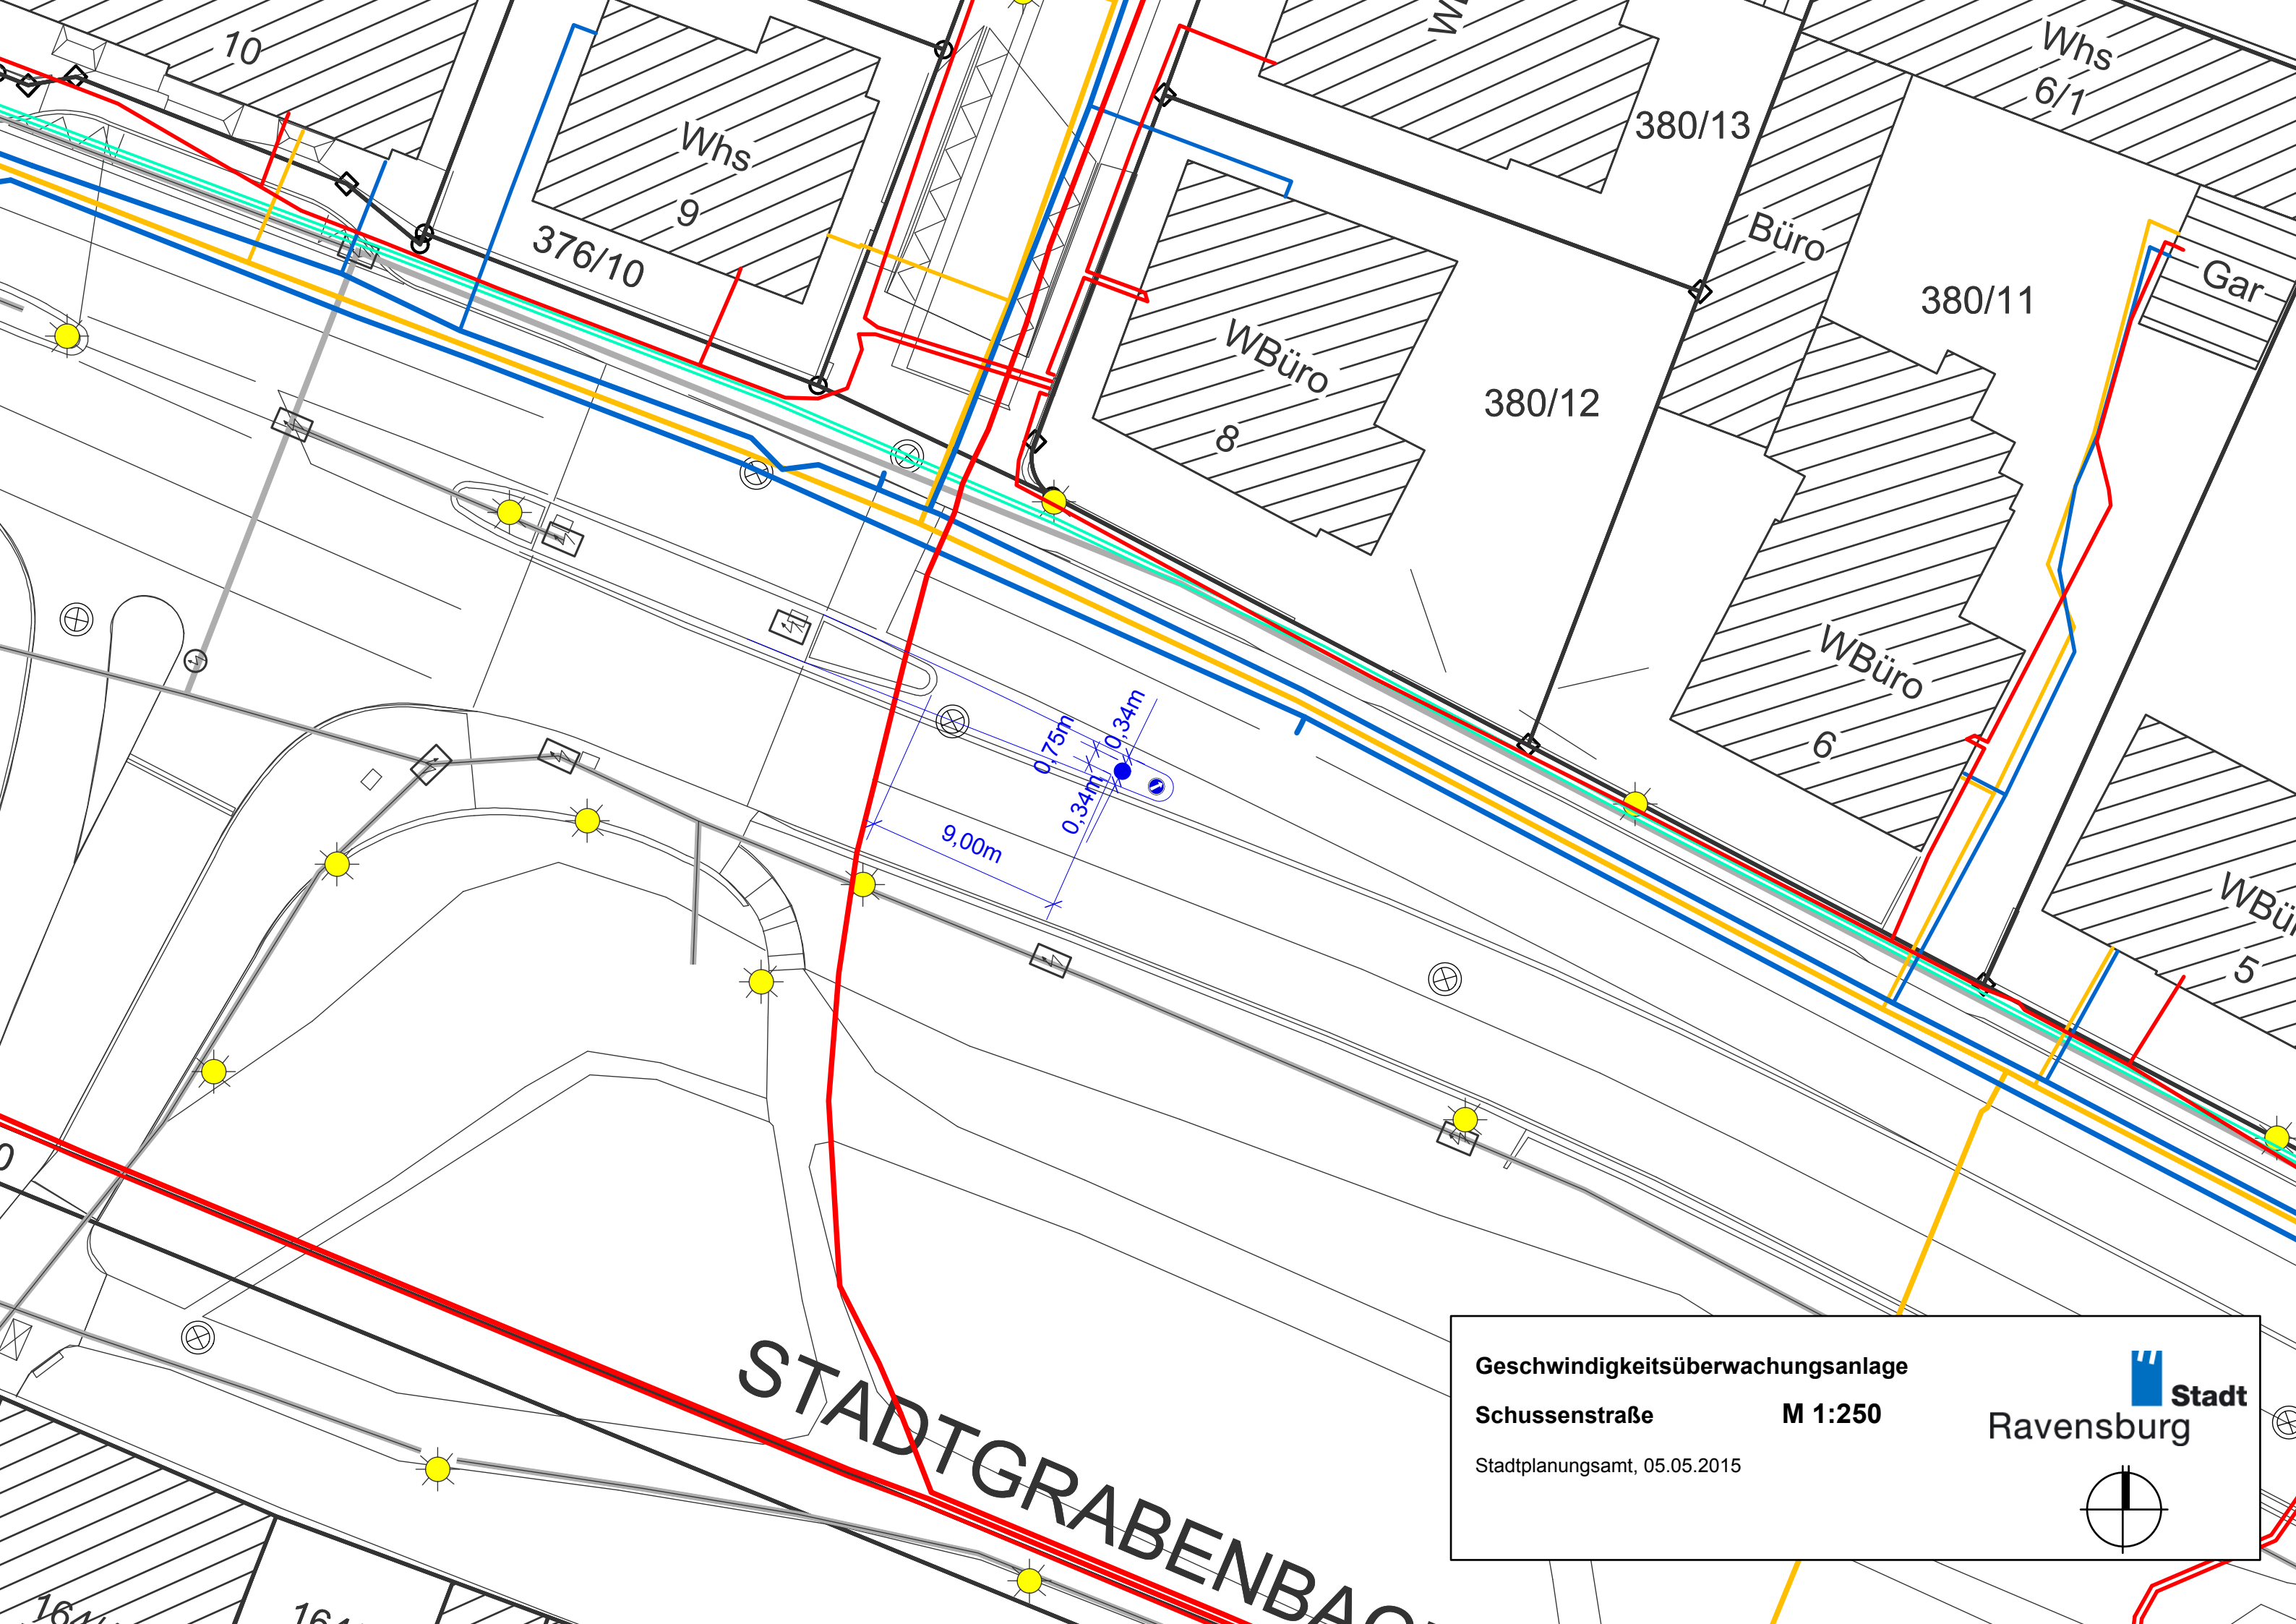 10
Whs
9
376/10
380/13
Whs
6/1
Büro
380/11
Gar
WBüro
8
380/12
WBüro
6
5
0,75m
0,34m
0,34m
9,00m
STADTGRABENBA
Geschwindigkeitsüberwachungsanlage
Schussenstraße M 1:250
Stadtplanungsamt, 05.05.2015
Stadt
Ravensburg